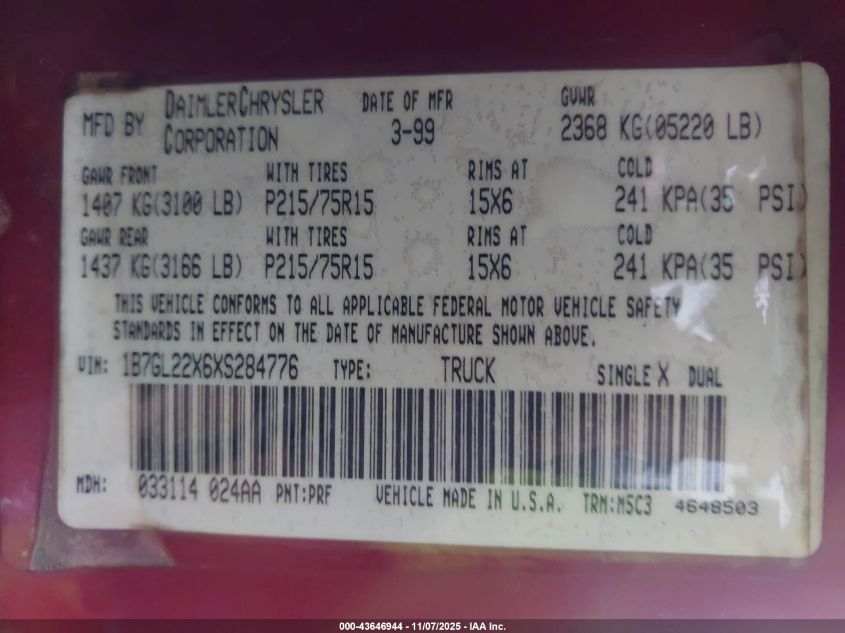 MFD BY DAIMLERCHRYSLER CORPORATION DATE OF MFR 3-99 GVWR 2368 KG(05220 LB)
GAWR FRONT WITH TIRES RIMS AT COLD
1407 KG(3100 LB) P215/75R15 15X6 241 KPA(35 PSI)
GAWR REAR WITH TIRES RIMS AT COLD
1437 KG(3166 LB) P215/75R15 15X6 241 KPA(35 PSI)
THIS VEHICLE CONFORMS TO ALL APPLICABLE FEDERAL MOTOR VEHICLE SAFETY
STANDARDS IN EFFECT ON THE DATE OF MANUFACTURE SHOWN ABOVE.
VIN: 1B7GL22X6XS284776 TYPE: TRUCK SINGLE X DUAL
MDH: 033114 024AA PNT:PRF VEHICLE MADE IN U.S.A. TRM:M5C3 4648503
000-43646944 - 11/07/2025 - IAA Inc.